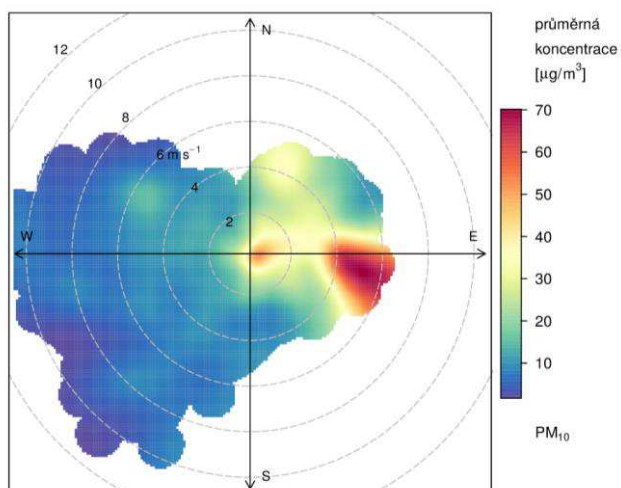 12
10
8
6 m s⁻¹
4
2
N
W
E
S
průměrná
koncentrace
[µg/m³]
70
60
50
40
30
20
10
PM₁₀